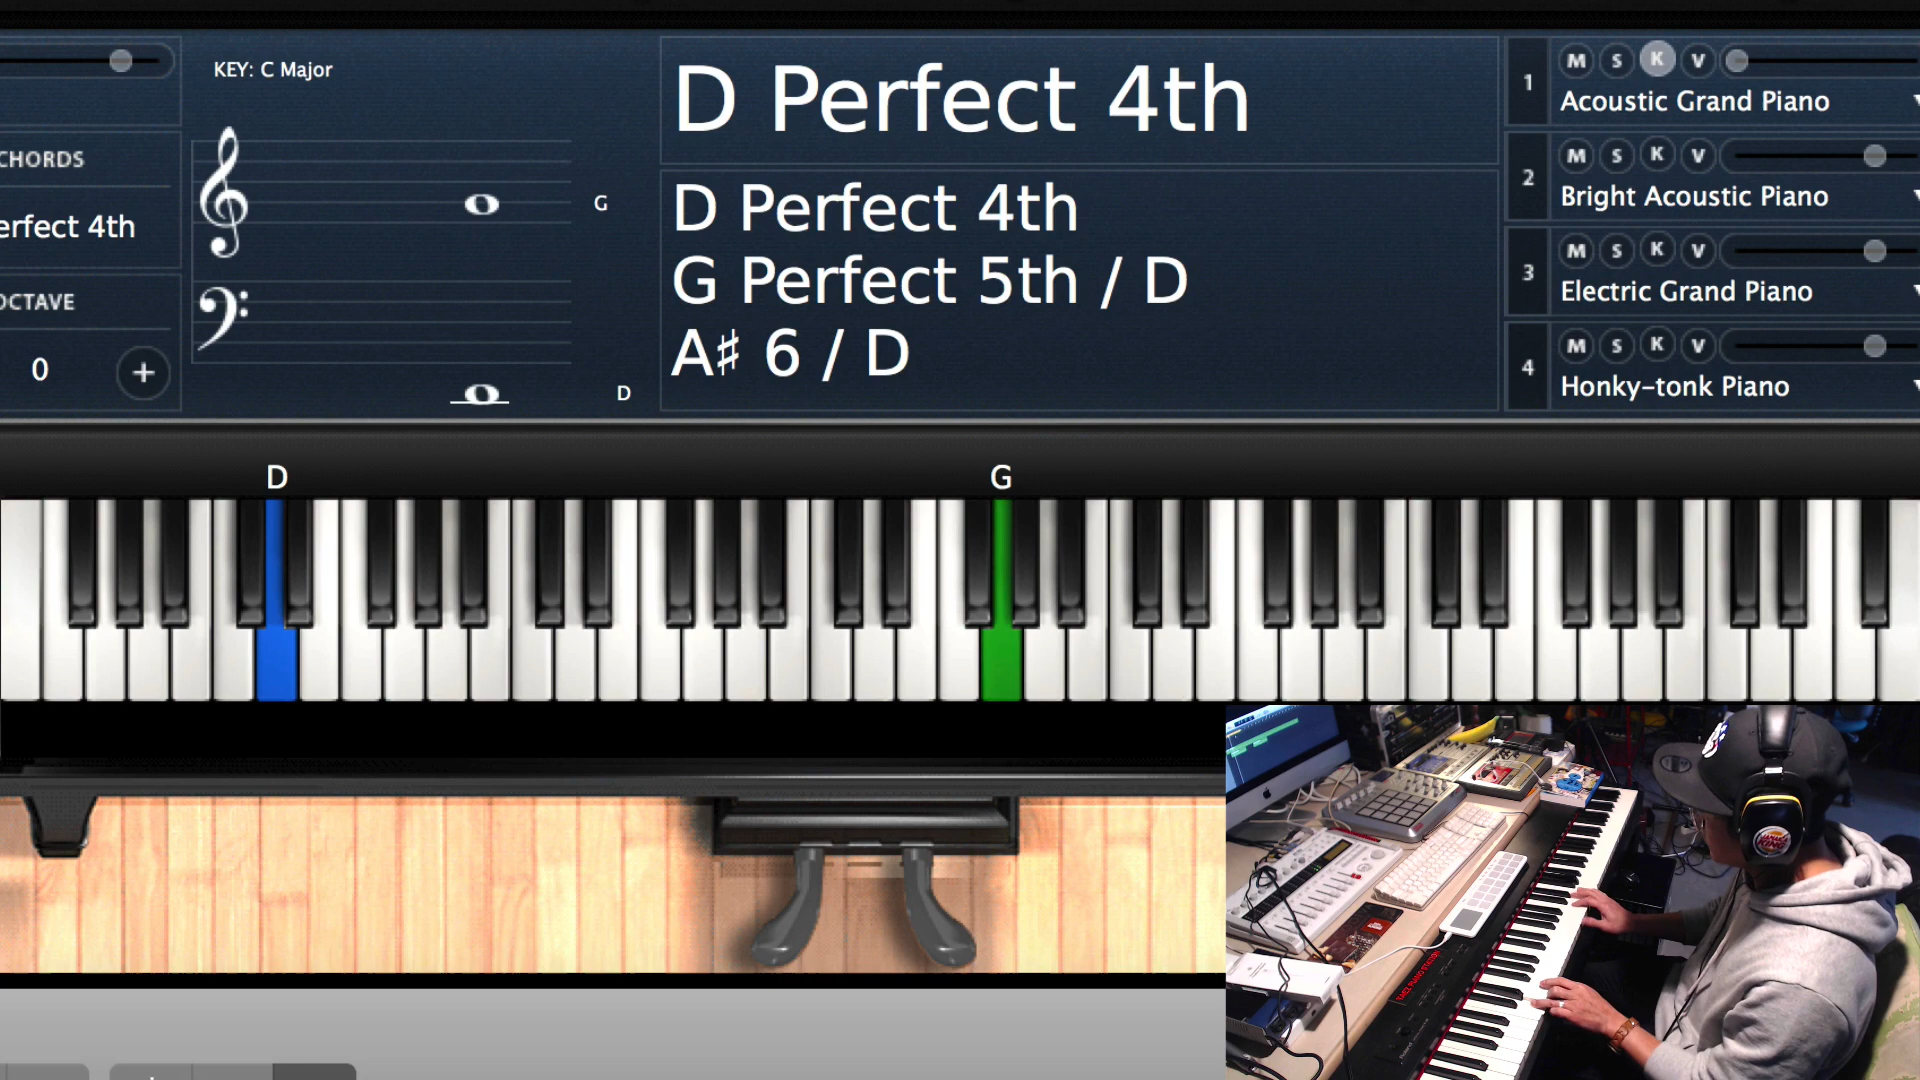 KEY: C Major
CHORDS
erfect 4th
OCTAVE
0
+
G
D
D Perfect 4th
D Perfect 4th
G Perfect 5th / D
A♯ 6 / D
1
M S K V
Acoustic Grand Piano
2
M S K V
Bright Acoustic Piano
3
M S K V
Electric Grand Piano
4
M S K V
Honky-tonk Piano
D
G